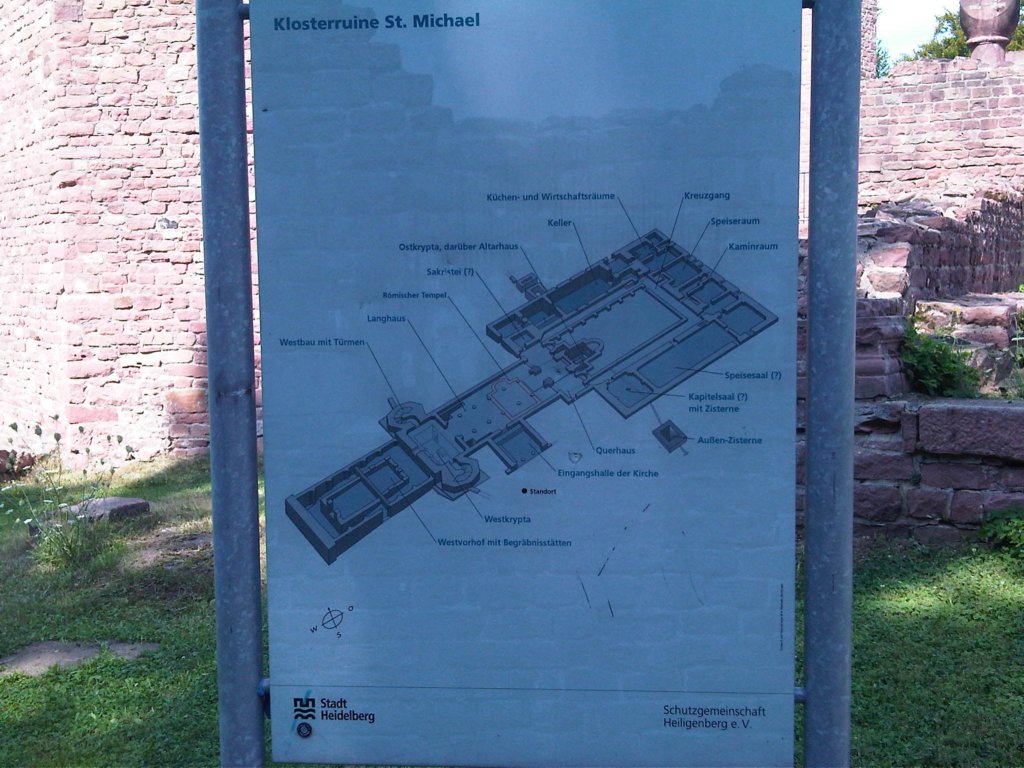 Klosterruine St. Michael
Küchen- und Wirtschaftsräume
Kreuzgang
Keller
Speiseraum
Ostkrypta, darüber Altarhaus
Kaminraum
Sakristei (?)
Römischer Tempel
Langhaus
Westbau mit Türmen
Speisesaal (?)
Kapitelsaal (?)
mit Zisterne
Außen-Zisterne
Querhaus
Eingangshalle der Kirche
Standort
Westkrypta
Westvorhof mit Begräbnisstätten
W
O
S
Stadt
Heidelberg
Schutzgemeinschaft
Heiligenberg e. V.